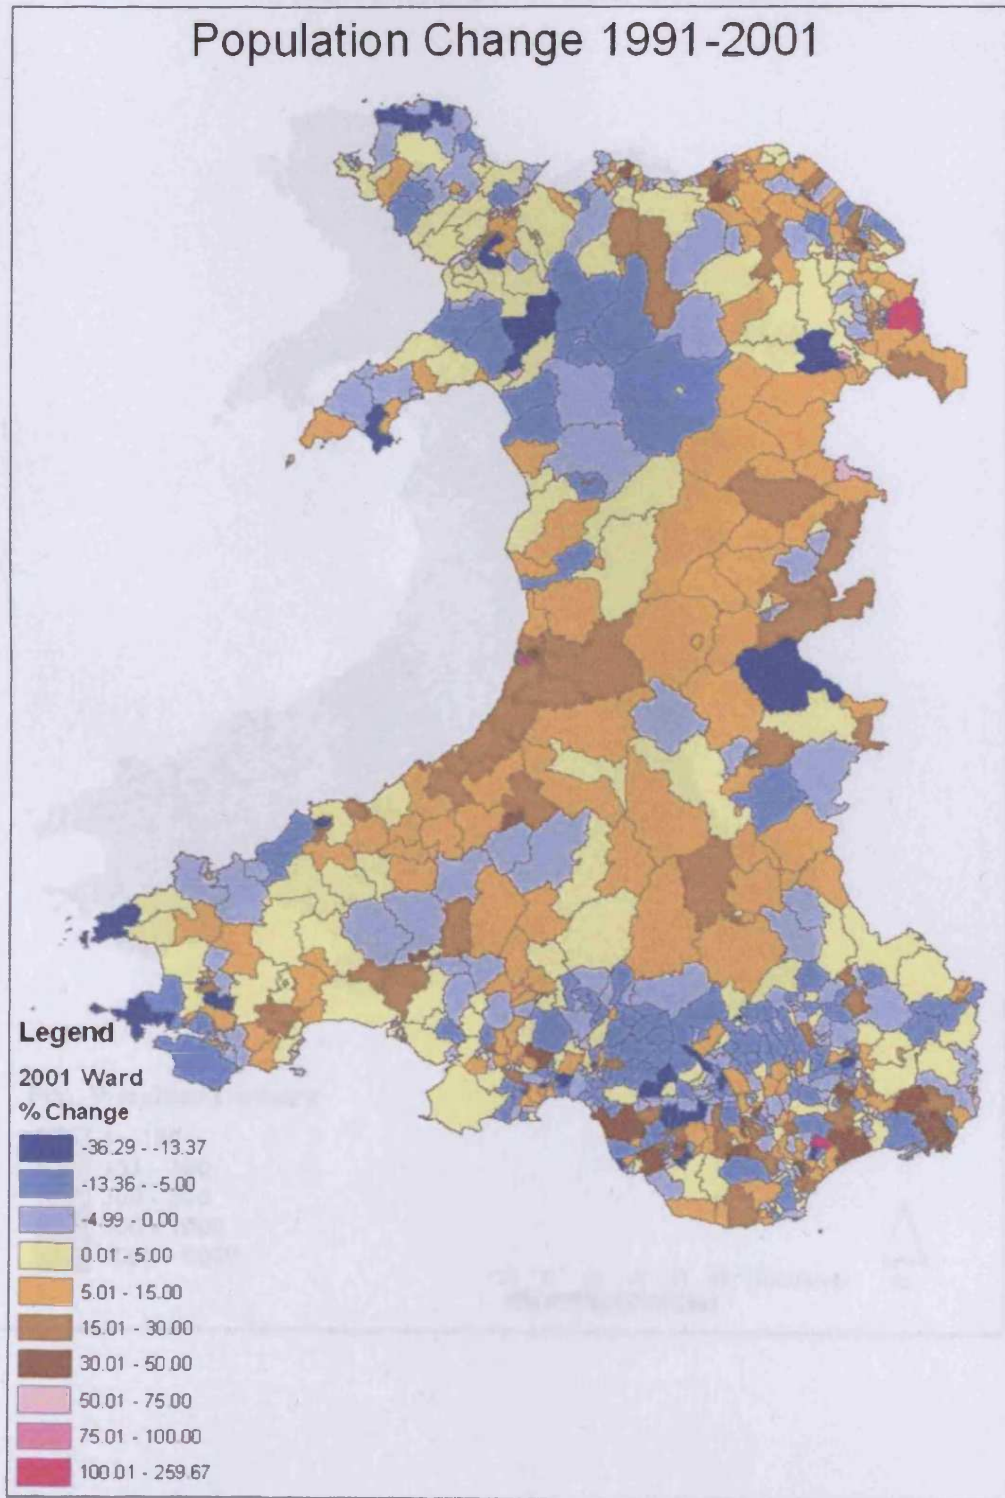 Population Change 1991-2001
Legend
2001 Ward
% Change
-36.29 - -13.37
-13.36 - -5.00
-4.99 - 0.00
0.01 - 5.00
5.01 - 15.00
15.01 - 30.00
30.01 - 50.00
50.01 - 75.00
75.01 - 100.00
100.01 - 259.67